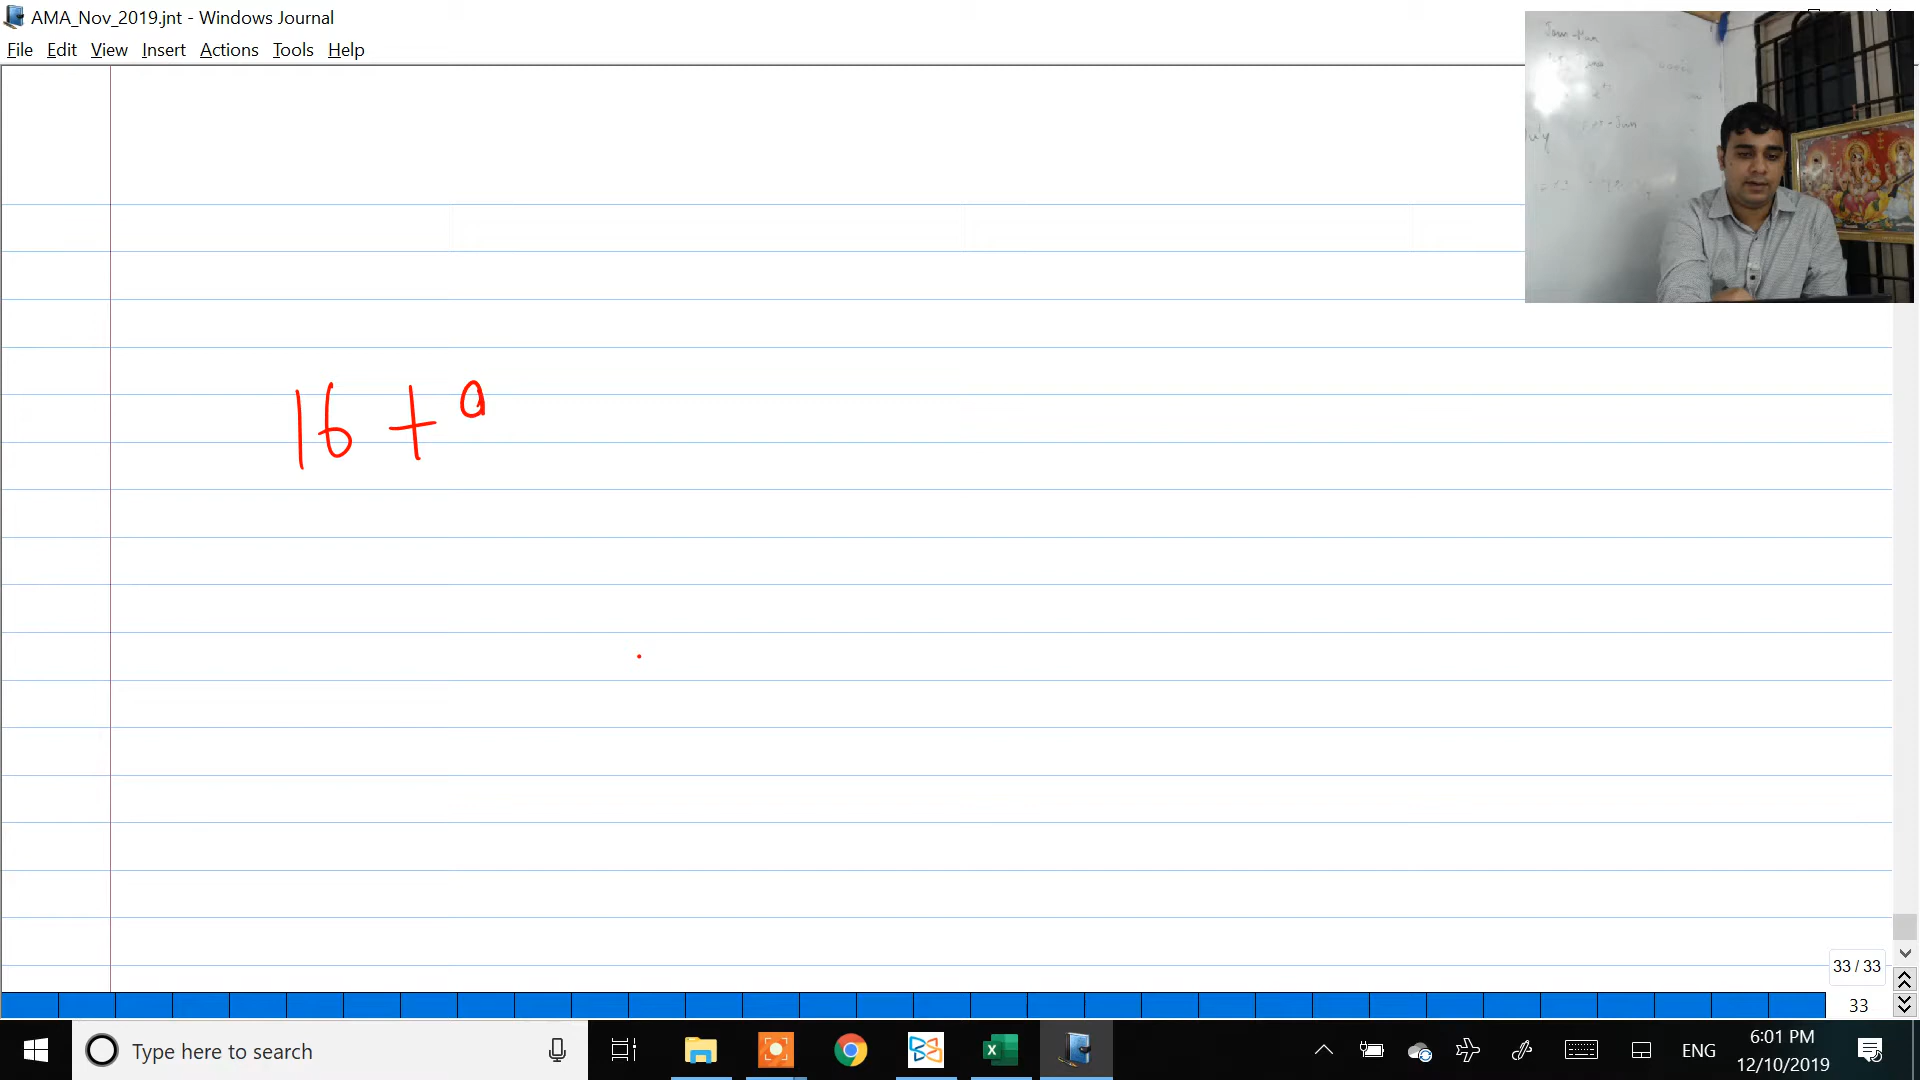 AMA_Nov_2019.jnt - Windows Journal
File Edit View Insert Actions Tools Help
16 + a
33 / 33
33
Type here to search
ENG
6:01 PM
12/10/2019